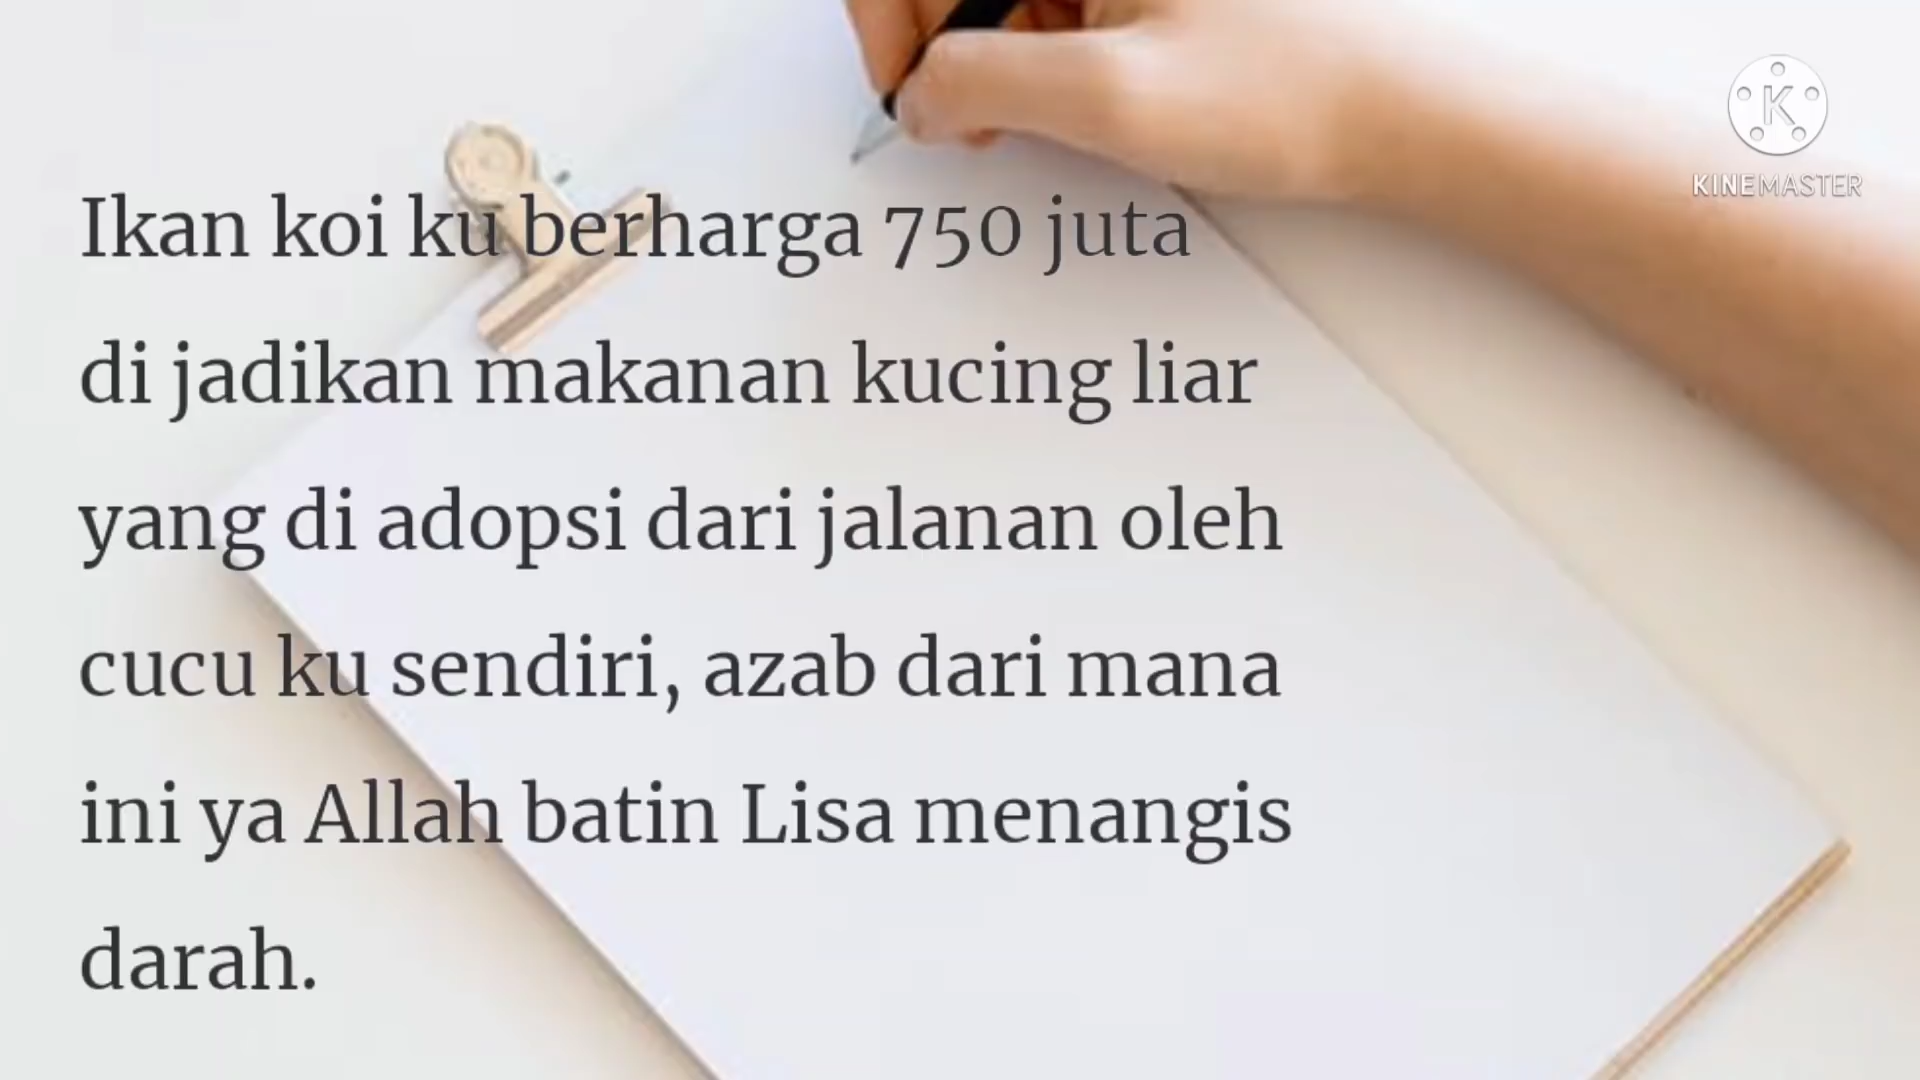 KINEMASTER
Ikan koi ku berharga 750 juta
di jadikan makanan kucing liar
yang di adopsi dari jalanan oleh
cucu ku sendiri, azab dari mana
ini ya Allah batin Lisa menangis
darah.